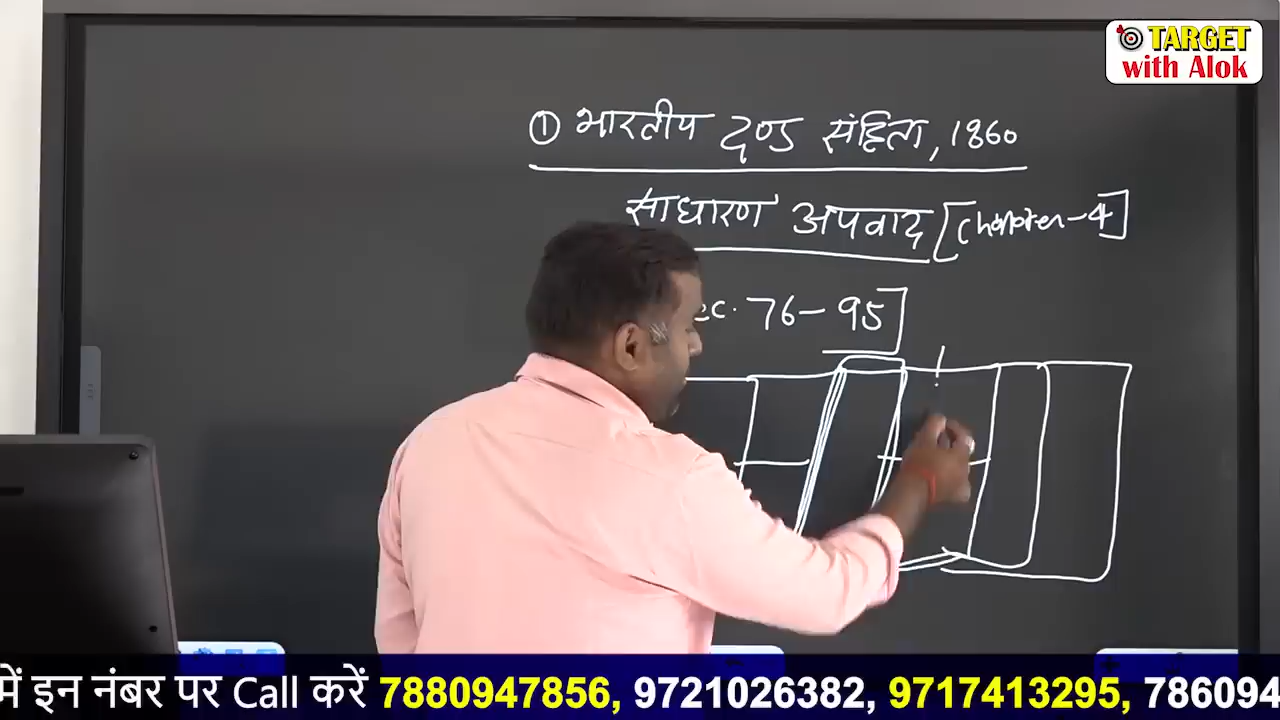 TARGET
with Alok
① भारतीय दण्ड संहिता, 1860
साधारण अपवाद [Chapter-4]
76-95]
में इन नंबर पर Call करें 7880947856, 9721026382, 9717413295, 786094